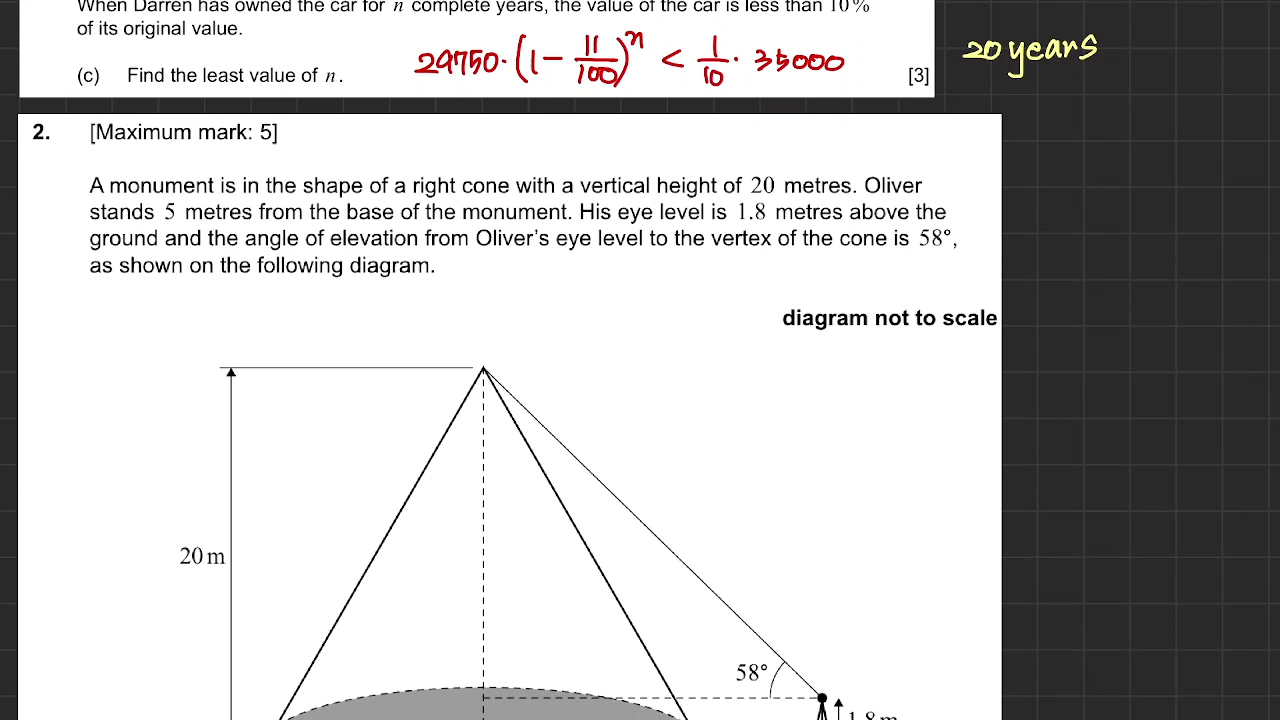 When Darren has owned the car for n complete years, the value of the car is less than 10%
of its original value.
(c) Find the least value of n. [3]
29750·(1 − 11/100)^n < 1/10 · 35000
20 years
2. [Maximum mark: 5]
A monument is in the shape of a right cone with a vertical height of 20 metres. Oliver
stands 5 metres from the base of the monument. His eye level is 1.8 metres above the
ground and the angle of elevation from Oliver's eye level to the vertex of the cone is 58°,
as shown on the following diagram.
diagram not to scale
20 m
58°
1.8 m